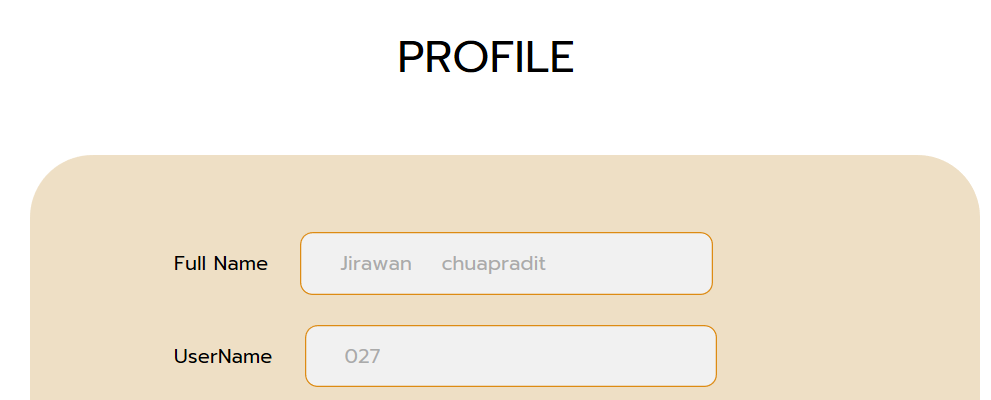 PROFILE
Full Name Jirawan chuapradit
UserName 027